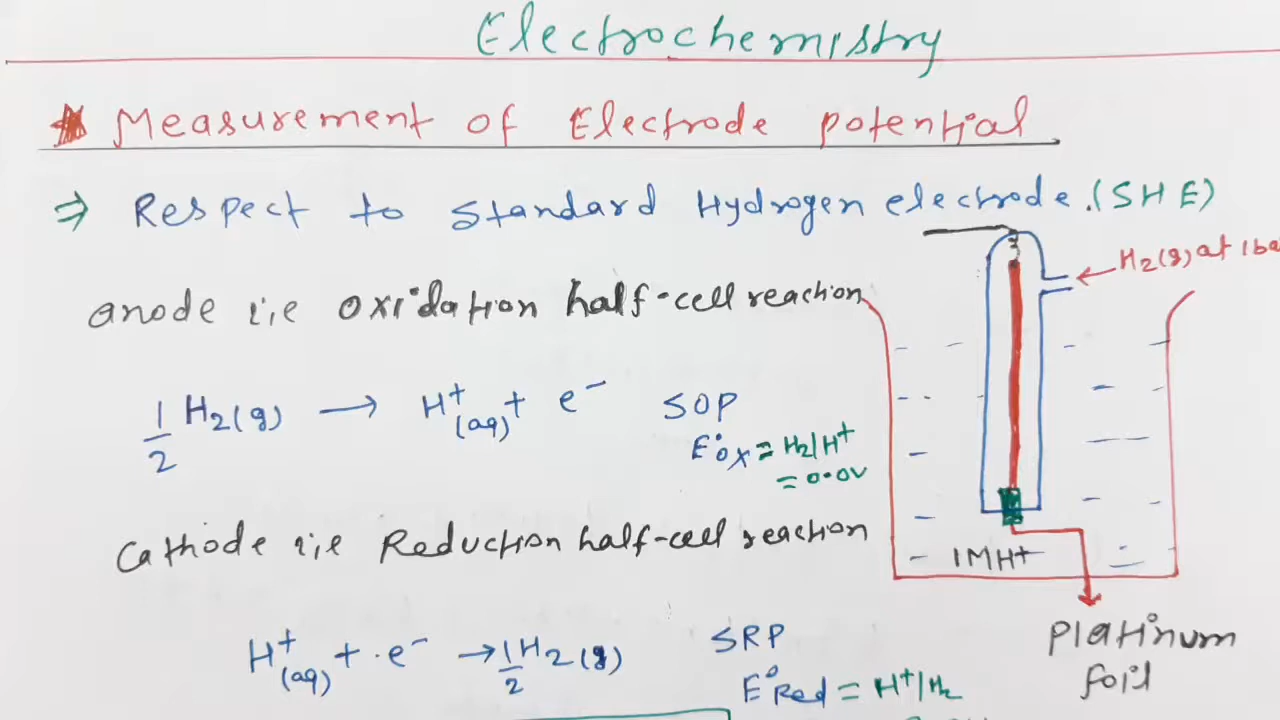 Electrochemistry
Measurement of Electrode potential
⇒ Respect to Standard Hydrogen electrode.(SHE)
H2(g) at 1ba
anode i,e oxidation half-cell reaction
1/2 H2(g) → H+(aq) + e− SOP
E°ox = H2/H+
= 0.0V
Cathode i,e Reduction half-cell reaction
1MH+
H+(aq) + e− → 1/2 H2(g) SRP
E°Red = H+/H2
Platinum
foil